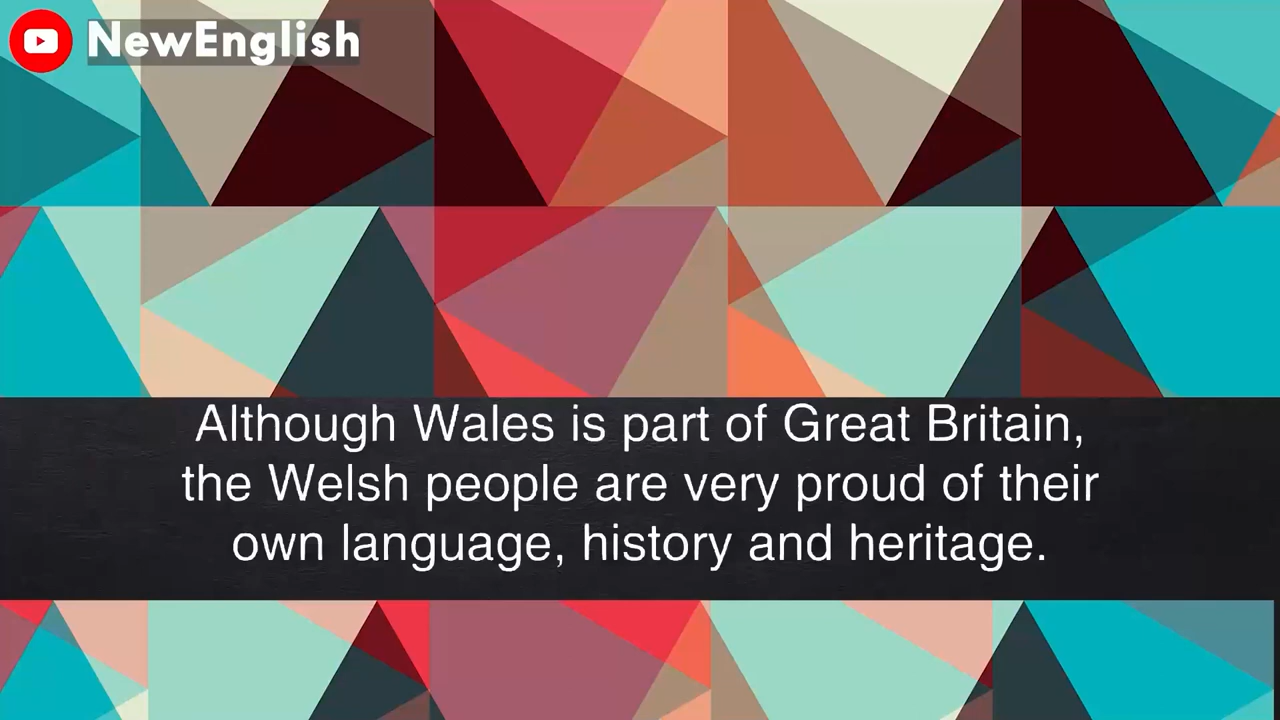 NewEnglish
Although Wales is part of Great Britain,
the Welsh people are very proud of their
own language, history and heritage.